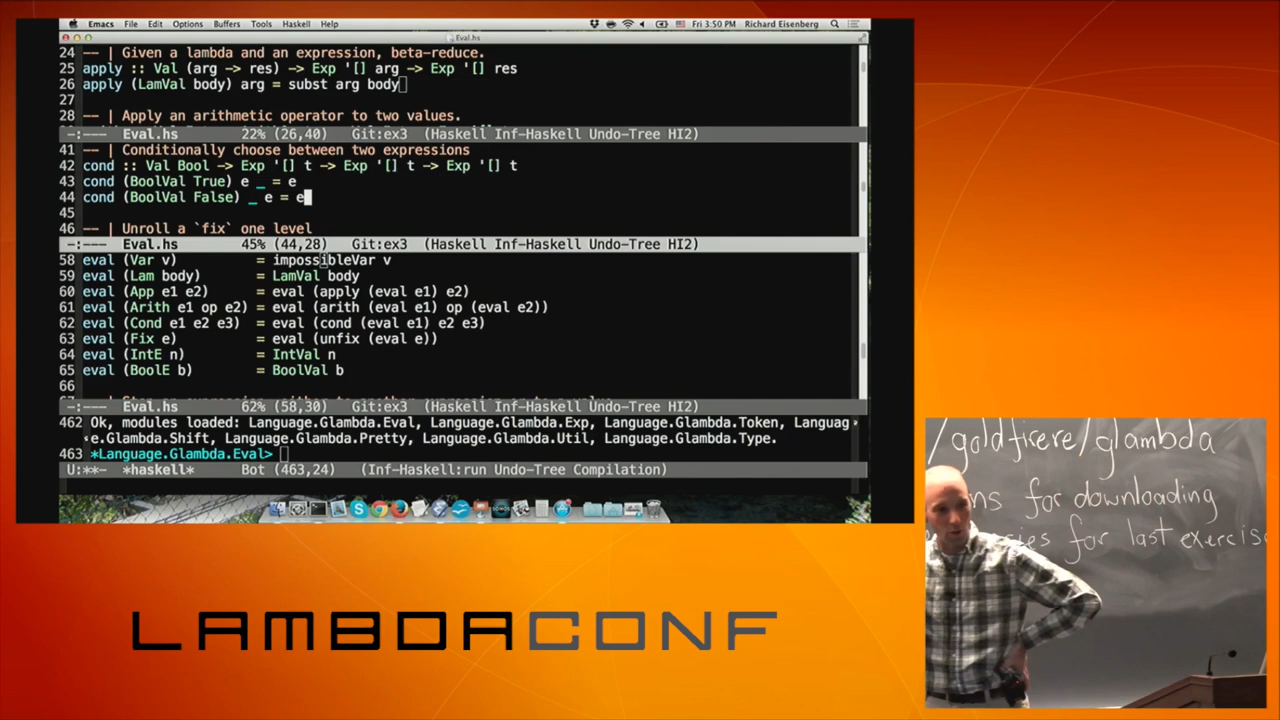 Emacs File Edit Options Buffers Tools Haskell Help Fri 3:50 PM Richard Eisenberg
Eval.hs
24 -- | Given a lambda and an expression, beta-reduce.
25 apply :: Val (arg -> res) -> Exp '[] arg -> Exp '[] res
26 apply (LamVal body) arg = subst arg body
27
28 -- | Apply an arithmetic operator to two values.
-:--- Eval.hs 22% (26,40) Git:ex3 (Haskell Inf-Haskell Undo-Tree HI2)
41 -- | Conditionally choose between two expressions
42 cond :: Val Bool -> Exp '[] t -> Exp '[] t -> Exp '[] t
43 cond (BoolVal True) e _ = e
44 cond (BoolVal False) _ e = e
45
46 -- | Unroll a `fix` one level
-:--- Eval.hs 45% (44,28) Git:ex3 (Haskell Inf-Haskell Undo-Tree HI2)
58 eval (Var v) = impossibleVar v
59 eval (Lam body) = LamVal body
60 eval (App e1 e2) = eval (apply (eval e1) e2)
61 eval (Arith e1 op e2) = eval (arith (eval e1) op (eval e2))
62 eval (Cond e1 e2 e3) = eval (cond (eval e1) e2 e3)
63 eval (Fix e) = eval (unfix (eval e))
64 eval (IntE n) = IntVal n
65 eval (BoolE b) = BoolVal b
66
-:--- Eval.hs 62% (58,30) Git:ex3 (Haskell Inf-Haskell Undo-Tree HI2)
462 Ok, modules loaded: Language.Glambda.Eval, Language.Glambda.Exp, Language.Glambda.Token, Languag
e.Glambda.Shift, Language.Glambda.Pretty, Language.Glambda.Util, Language.Glambda.Type.
463 *Language.Glambda.Eval>
U:**- *haskell* Bot (463,24) (Inf-Haskell:run Undo-Tree Compilation)
/goldfirere/glambda
for downloading
for last exercise
LAMBDACONF